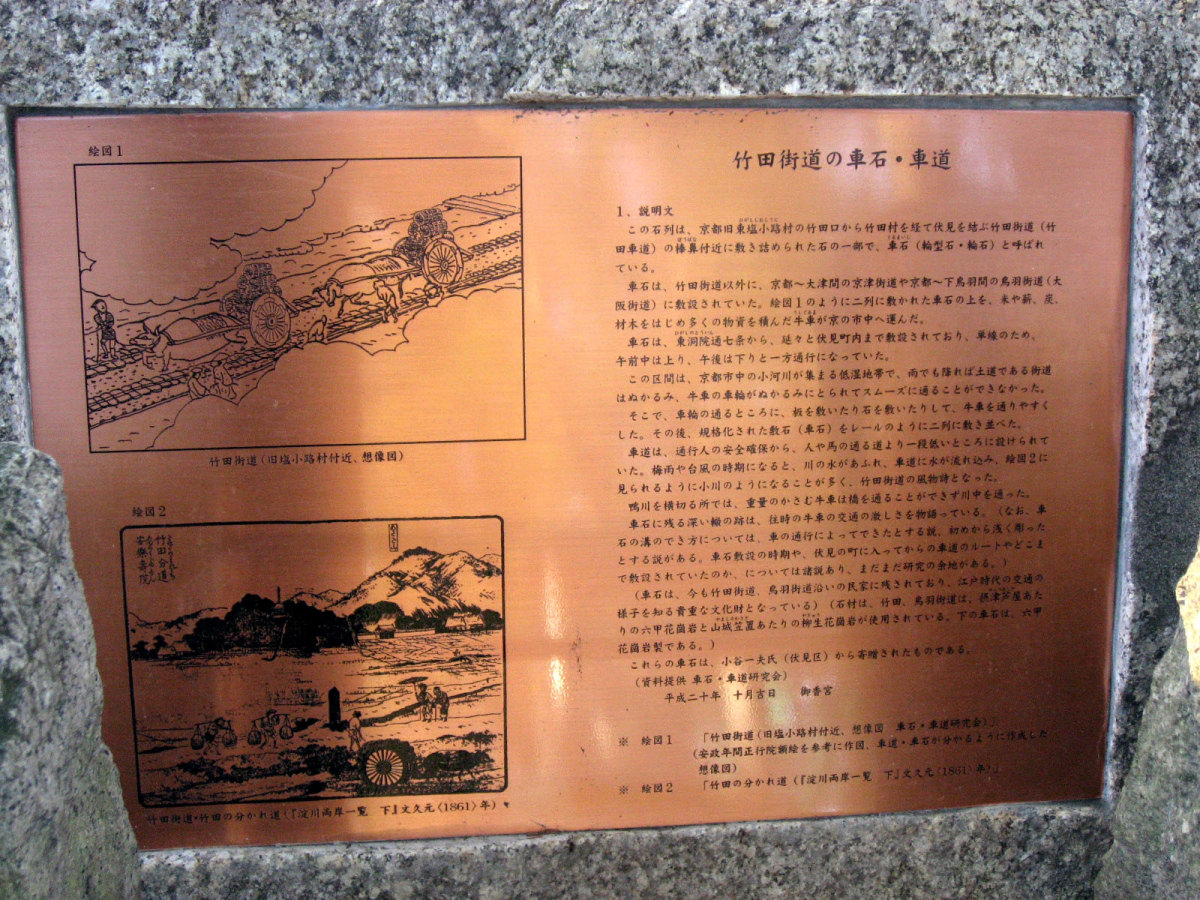 絵図1
竹田街道(旧塩小路村付近、想像図)
絵図2
竹田分道
安樂壽院
竹田街道・竹田の分かれ道(『淀川両岸一覧 下』文久元〈1861〉年)
竹田街道の車石・車道
1、説明文
この石列は、京都旧東塩小路村の竹田口から竹田村を経て伏見を結ぶ竹田街道(竹
田車道)の棒鼻付近に敷き詰められた石の一部で、車石(輪型石・輪石)と呼ばれ
ている。
車石は、竹田街道以外に、京都〜大津間の京津街道や京都〜下鳥羽間の鳥羽街道(大
阪街道)に敷設されていた。絵図1のように二列に敷かれた車石の上を、米や薪、炭、
材木をはじめ多くの物資を積んだ牛車が京の市中へ運んだ。
車石は、東洞院通七条から、延々と伏見町内まで敷設されており、単線のため、
午前中は上り、午後は下りと一方通行になっていた。
この区間は、京都市中の小河川が集まる低湿地帯で、雨でも降れば土道である街道
はぬかるみ、牛車の車輪がぬかるみにとられてスムーズに通ることができなかった。
そこで、車輪の通るところに、板を敷いたり石を敷いたりして、牛車を通りやすく
した。その後、規格化された敷石(車石)をレールのように二列に敷き並べた。
車道は、通行人の安全確保から、人や馬の通る道より一段低いところに設けられて
いた。梅雨や台風の時期になると、川の水があふれ、車道に水が流れ込み、絵図2に
見られるように小川のようになることが多く、竹田街道の風物詩となった。
鴨川を横切る所では、重量のかさむ牛車は橋を通ることができず川中を通った。
車石に残る深い轍の跡は、往時の牛車の交通の激しさを物語っている。(なお、車
石の溝のでき方については、車の通行によってできたとする説、初めから浅く彫った
とする説がある。車石敷設の時期や、伏見の町に入ってからの車道のルートやどこま
で敷設されていたのか、については諸説あり、まだまだ研究の余地がある。)
(車石は、今も竹田街道、鳥羽街道沿いの民家に残されており、江戸時代の交通の
様子を知る貴重な文化財となっている)(石材は、竹田、鳥羽街道は、摂津芦屋あた
りの六甲花崗岩と山城笠置あたりの柳生花崗岩が使用されている。下の車石は、六甲
花崗岩製である。)
これらの車石は、小谷一夫氏(伏見区)から寄贈されたものである。
(資料提供 車石・車道研究会)
平成二十年 十月吉日 御香宮
※ 絵図1 「竹田街道(旧塩小路村付近、想像図 車石・車道研究会)」
(安政年間正行院額絵を参考に作図、車道・車石が分かるように作成した
想像図)
※ 絵図2 「竹田の分かれ道(『淀川両岸一覧 下』文久元〈1861〉年)」